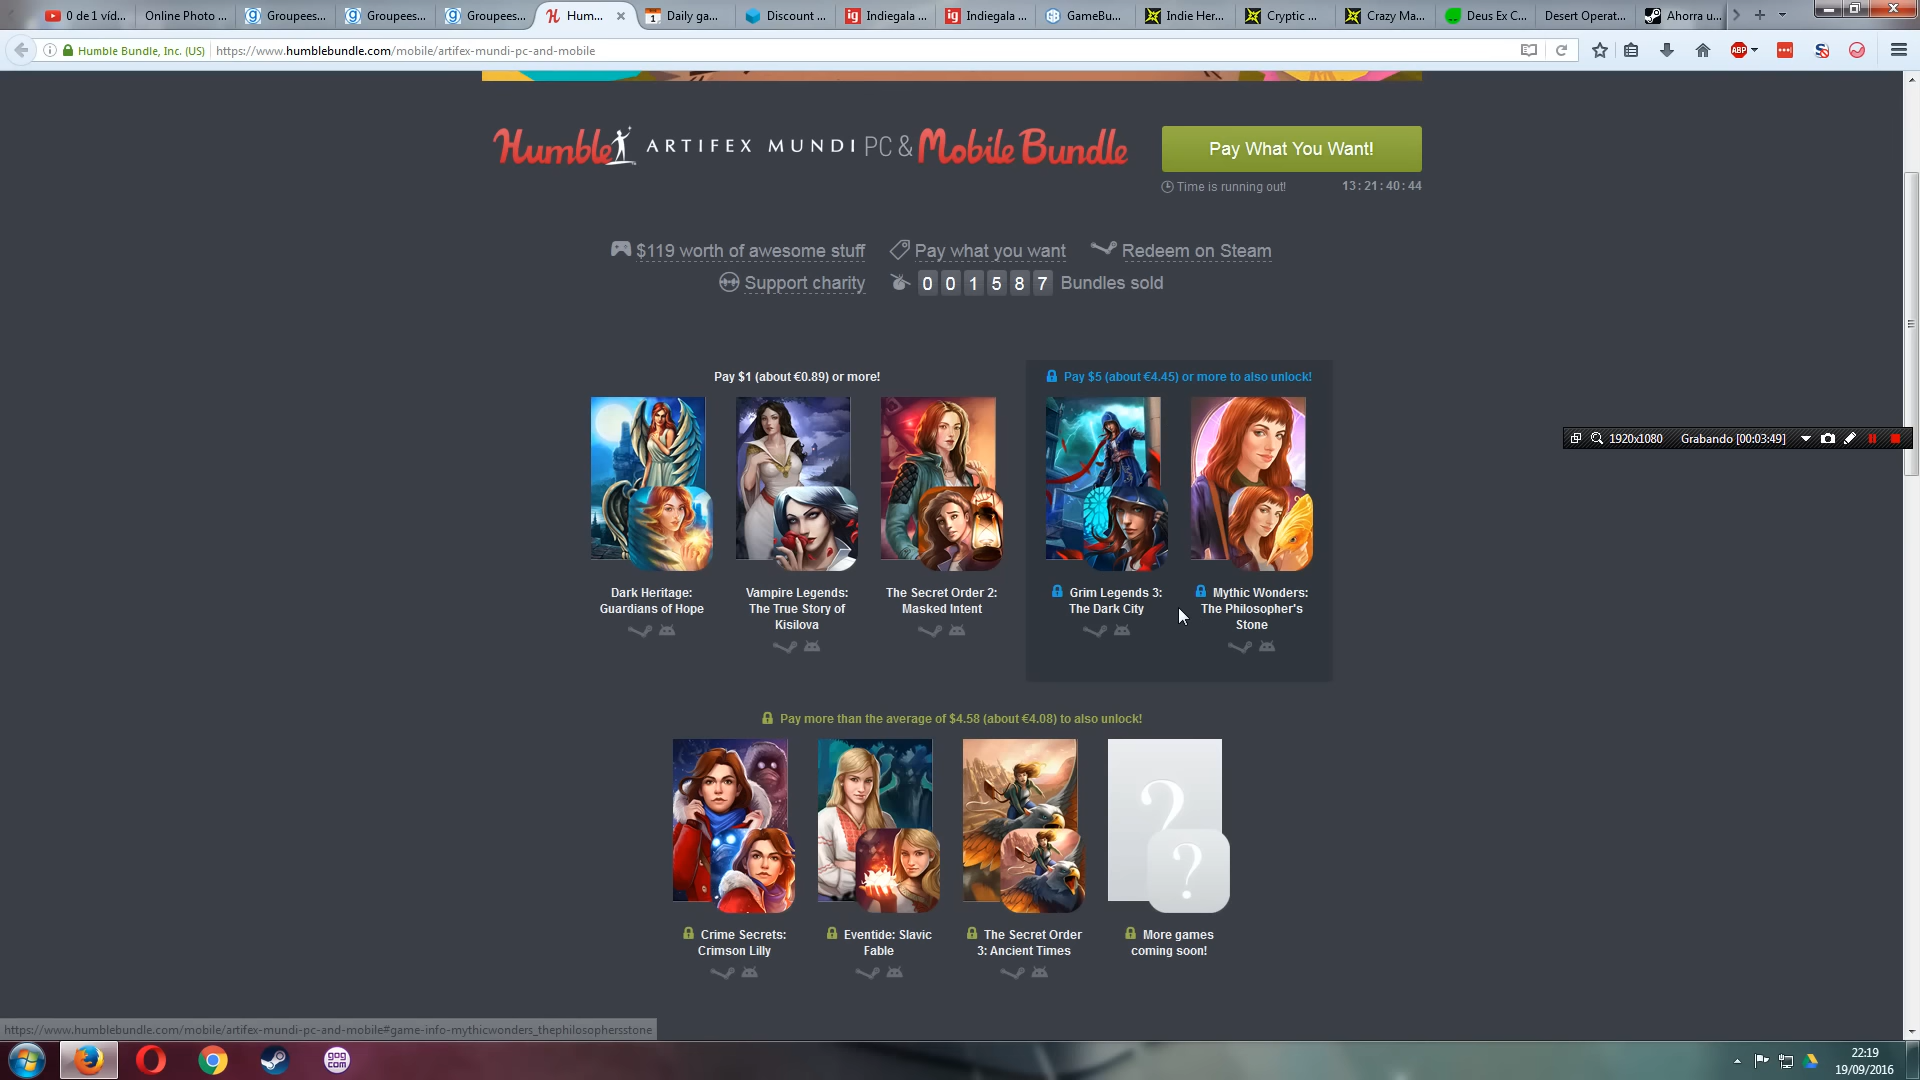 0 de 1 víd...
Online Photo ...
Groupees...
Groupees...
Groupees...
Hum...
Daily ga...
Discount ...
Indiegala ...
Indiegala ...
GameBu...
Indie Her...
Cryptic ...
Crazy Ma...
Deus Ex C...
Desert Operat...
Ahorra u...
Humble Bundle, Inc. (US)
https://www.humblebundle.com/mobile/artifex-mundi-pc-and-mobile
ABP
Humble ARTIFEX MUNDI PC & Mobile Bundle
Pay What You Want!
Time is running out!
13:21:40:44
$119 worth of awesome stuff
Pay what you want
Redeem on Steam
Support charity
0 0 1 5 8 7 Bundles sold
Pay $1 (about €0.89) or more!
Pay $5 (about €4.45) or more to also unlock!
1920x1080
Grabando [00:03:49]
Dark Heritage:
Guardians of Hope
Vampire Legends:
The True Story of
Kisilova
The Secret Order 2:
Masked Intent
Grim Legends 3:
The Dark City
Mythic Wonders:
The Philosopher's
Stone
Pay more than the average of $4.58 (about €4.08) to also unlock!
? ?
Crime Secrets:
Crimson Lilly
Eventide: Slavic
Fable
The Secret Order
3: Ancient Times
More games
coming soon!
https://www.humblebundle.com/mobile/artifex-mundi-pc-and-mobile#game-info-mythicwonders_thephilosophersstone
gog
com
22:19
19/09/2016